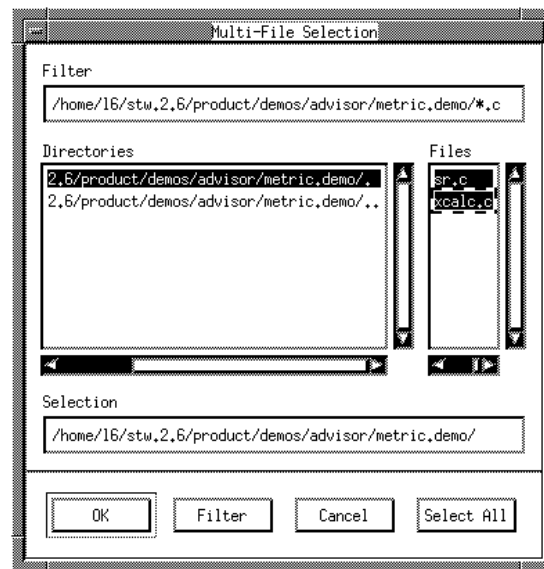 Multi-File Selection
Filter
/home/l6/stw.2.6/product/demos/advisor/metric.demo/*.c
Directories
Files
2.6/product/demos/advisor/metric.demo/.
2.6/product/demos/advisor/metric.demo/..
sr.c
xcalc.c
Selection
/home/l6/stw.2.6/product/demos/advisor/metric.demo/
OK
Filter
Cancel
Select All